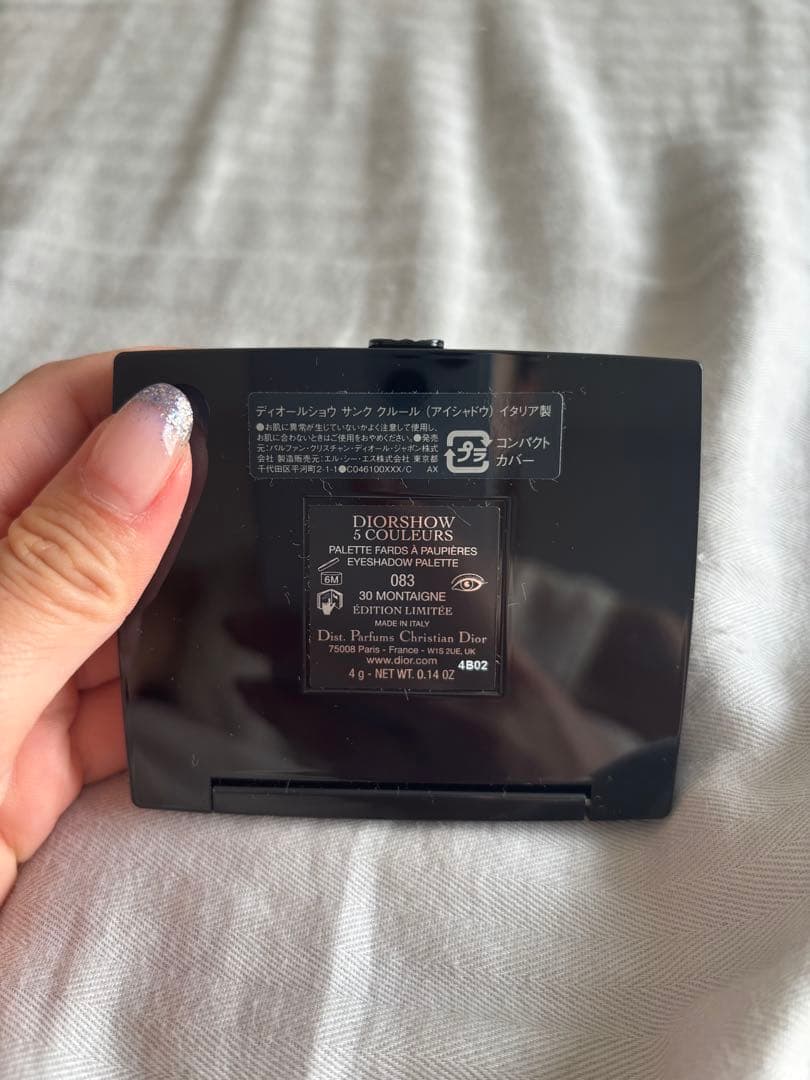 ディオールショウ サンク クルール (アイシャドウ) イタリア製
●お肌に異常が生じていないかよく注意して使用し、
お肌に合わないときはご使用をおやめください。●発売
元:パルファン・クリスチャン・ディオール・ジャポン株式
会社 製造販売元:エル・シー・エス株式会社 東京都
千代田区平河町2-1-1●C046100XXX/C AX
プラ
コンパクト
カバー
DIORSHOW
5 COULEURS
PALETTE FARDS À PAUPIÈRES
EYESHADOW PALETTE
6M
083
30 MONTAIGNE
ÉDITION LIMITÉE
MADE IN ITALY
Dist. Parfums Christian Dior
75008 Paris - France - W1S 2UE, UK
www.dior.com
4B02
4 g - NET WT. 0.14 OZ